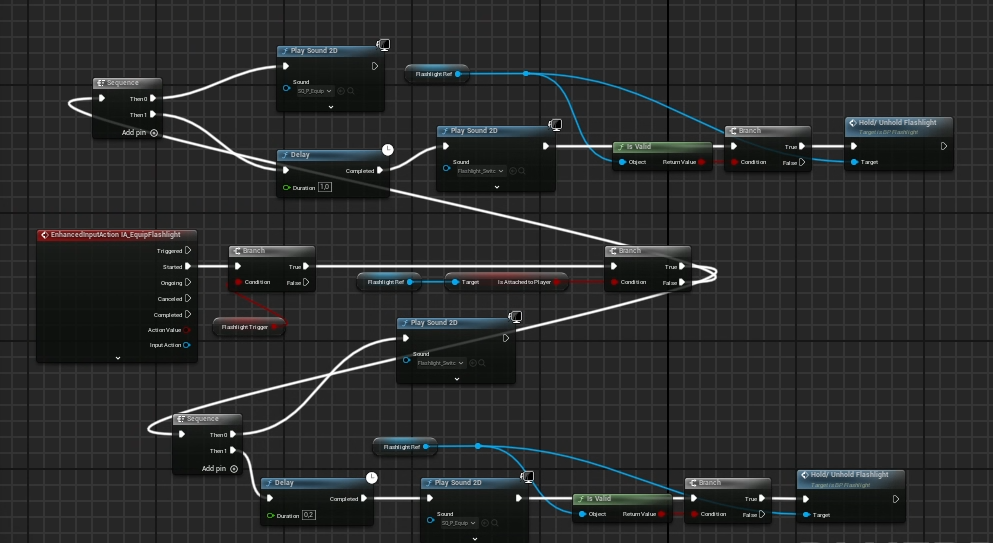 Play Sound 2D
Sequence
Flashlight Ref
Then 0
Sound
SQ_P_Equip
Then 1
Add pin
Play Sound 2D
Branch
Hold/ Unhold Flashlight
Target is BP Flashlight
Is Valid
True
Delay
Sound
Object
Return Value
Condition
False
Target
Completed
Flashlight_Switc
Duration
1,0
EnhancedInputAction IA_EquipFlashlight
Triggered
Branch
Branch
Started
True
True
Ongoing
Condition
False
Flashlight Ref
Target
Is Attached to Player
Condition
False
Canceled
Completed
Flashlight Trigger
Play Sound 2D
Action Value
Input Action
Sound
Flashlight_Switc
Sequence
Then 0
Flashlight Ref
Then 1
Add pin
Delay
Play Sound 2D
Branch
Hold/ Unhold Flashlight
Target is BP Flashlight
Completed
Is Valid
True
Duration
0,2
Sound
Object
Return Value
Condition
False
Target
SQ_P_Equip